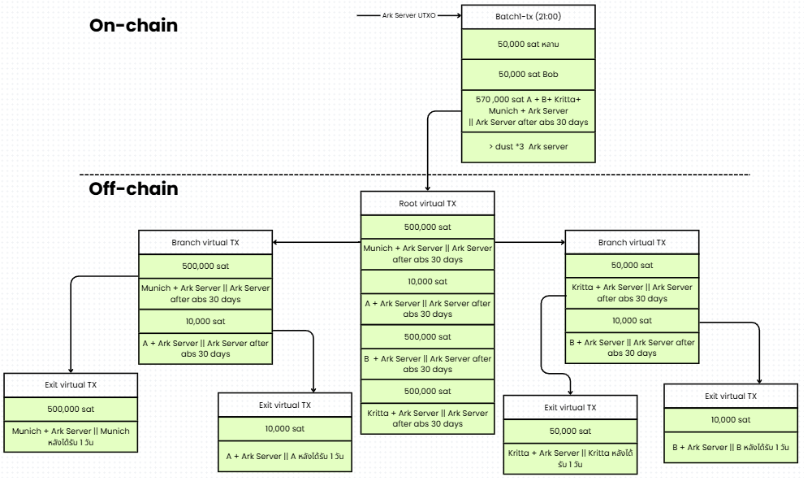 On-chain
Ark Server UTXO
Batch1-tx (21:00)
50,000 sat หลาน
50,000 sat Bob
570 ,000 sat A + B+ Kritta+
Munich + Ark Server
|| Ark Server after abs 30 days
> dust *3 Ark server
Off-chain
Root virtual TX
500,000 sat
Munich + Ark Server || Ark Server
after abs 30 days
10,000 sat
A + Ark Server || Ark Server after
abs 30 days
500,000 sat
B + Ark Server || Ark Server after
abs 30 days
500,000 sat
Kritta + Ark Server || Ark Server
after abs 30 days
Branch virtual TX
500,000 sat
Munich + Ark Server || Ark Server
after abs 30 days
10,000 sat
A + Ark Server || Ark Server after
abs 30 days
Branch virtual TX
50,000 sat
Kritta + Ark Server || Ark Server
after abs 30 days
10,000 sat
B + Ark Server || Ark Server after
abs 30 days
Exit virtual TX
500,000 sat
Munich + Ark Server || Munich
หลังได้รับ 1 วัน
Exit virtual TX
10,000 sat
A + Ark Server || A หลังได้รับ 1 วัน
Exit virtual TX
50,000 sat
Kritta + Ark Server || Kritta หลังได้
รับ 1 วัน
Exit virtual TX
10,000 sat
B + Ark Server || B หลังได้รับ 1 วัน